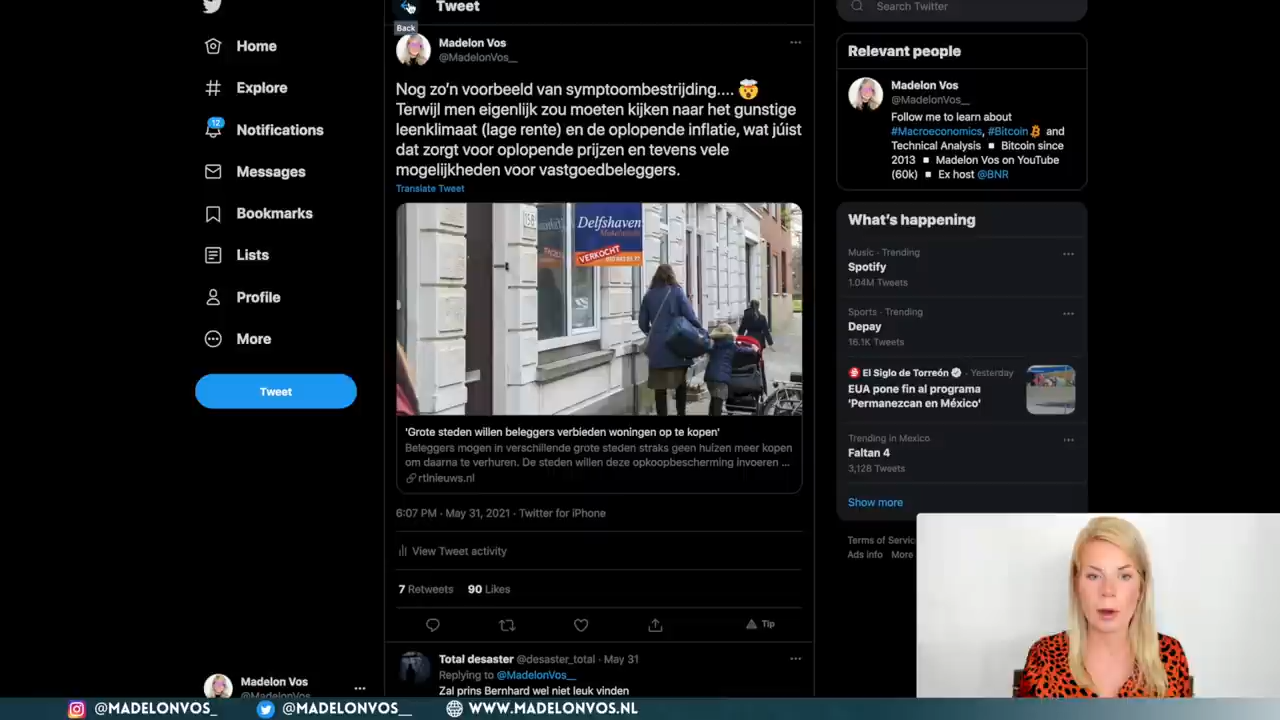 Tweet
Search Twitter
Back
Home
Explore
12
Notifications
Messages
Bookmarks
Lists
Profile
More
Tweet
Madelon Vos
@MadelonVos__
Madelon Vos
@MadelonVos__
Nog zo'n voorbeeld van symptoombestrijding.... 🤯
Terwijl men eigenlijk zou moeten kijken naar het gunstige
leenklimaat (lage rente) en de oplopende inflatie, wat júist
dat zorgt voor oplopende prijzen en tevens vele
mogelijkheden voor vastgoedbeleggers.
Translate Tweet
Delfshaven
Makelaardij
VERKOCHT
'Grote steden willen beleggers verbieden woningen op te kopen'
Beleggers mogen in verschillende grote steden straks geen huizen meer kopen
om daarna te verhuren. De steden willen deze opkoopbescherming invoeren ...
rtlnieuws.nl
6:07 PM · May 31, 2021 · Twitter for iPhone
View Tweet activity
7 Retweets 90 Likes
Tip
Total desaster @desaster_total · May 31
Replying to @MadelonVos__
Zal prins Bernhard wel niet leuk vinden
Relevant people
Madelon Vos
@MadelonVos__
Follow me to learn about
#Macroeconomics, #Bitcoin and
Technical Analysis ▪ Bitcoin since
2013 ▪ Madelon Vos on YouTube
(60k) ▪ Ex host @BNR
What's happening
Music · Trending
Spotify
1.04M Tweets
Sports · Trending
Depay
16.1K Tweets
El Siglo de Torreón · Yesterday
EUA pone fin al programa
'Permanezcan en México'
Trending in Mexico
Faltan 4
3,128 Tweets
Show more
Terms of Servic
Ad info More
@MADELONVOS_ @MADELONVOS__ WWW.MADELONVOS.NL